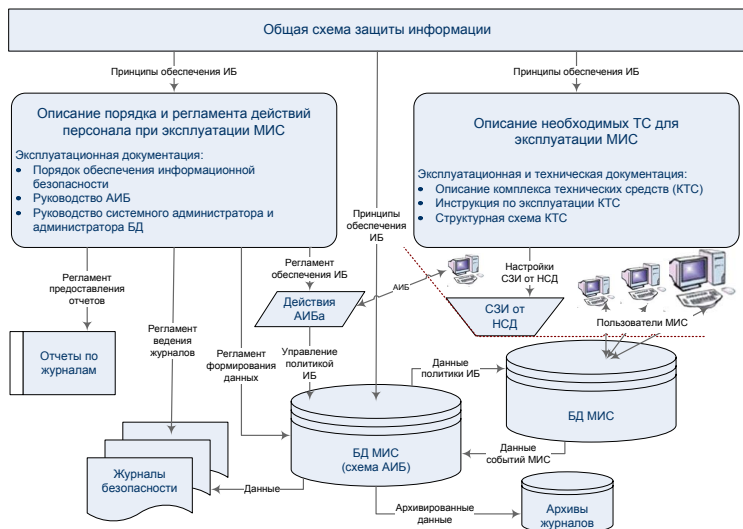 Общая схема защиты информации
Принципы обеспечения ИБ
Принципы обеспечения ИБ
Описание порядка и регламента действий
персонала при эксплуатации МИС
Эксплуатационная документация:
• Порядок обеспечения информационной
безопасности
• Руководство АИБ
• Руководство системного администратора и
администратора БД
Описание необходимых ТС для
эксплуатации МИС
Эксплуатационная и техническая документация:
• Описание комплекса технических средств (КТС)
• Инструкция по эксплуатации КТС
• Структурная схема КТС
Принципы
обеспечения
ИБ
Регламент
предоставления
отчетов
Регламент
обеспечения ИБ
АИБ
Настройки
СЗИ от НСД
Действия
АИБа
СЗИ от
НСД
Пользователи МИС
Отчеты по
журналам
Регламент
ведения
журналов
Регламент
формирования
данных
Управление
политикой
ИБ
Данные
политики ИБ
БД МИС
БД МИС
(схема АИБ)
Данные
событий МИС
Журналы
безопасности
Данные
Архивированные
данные
Архивы
журналов